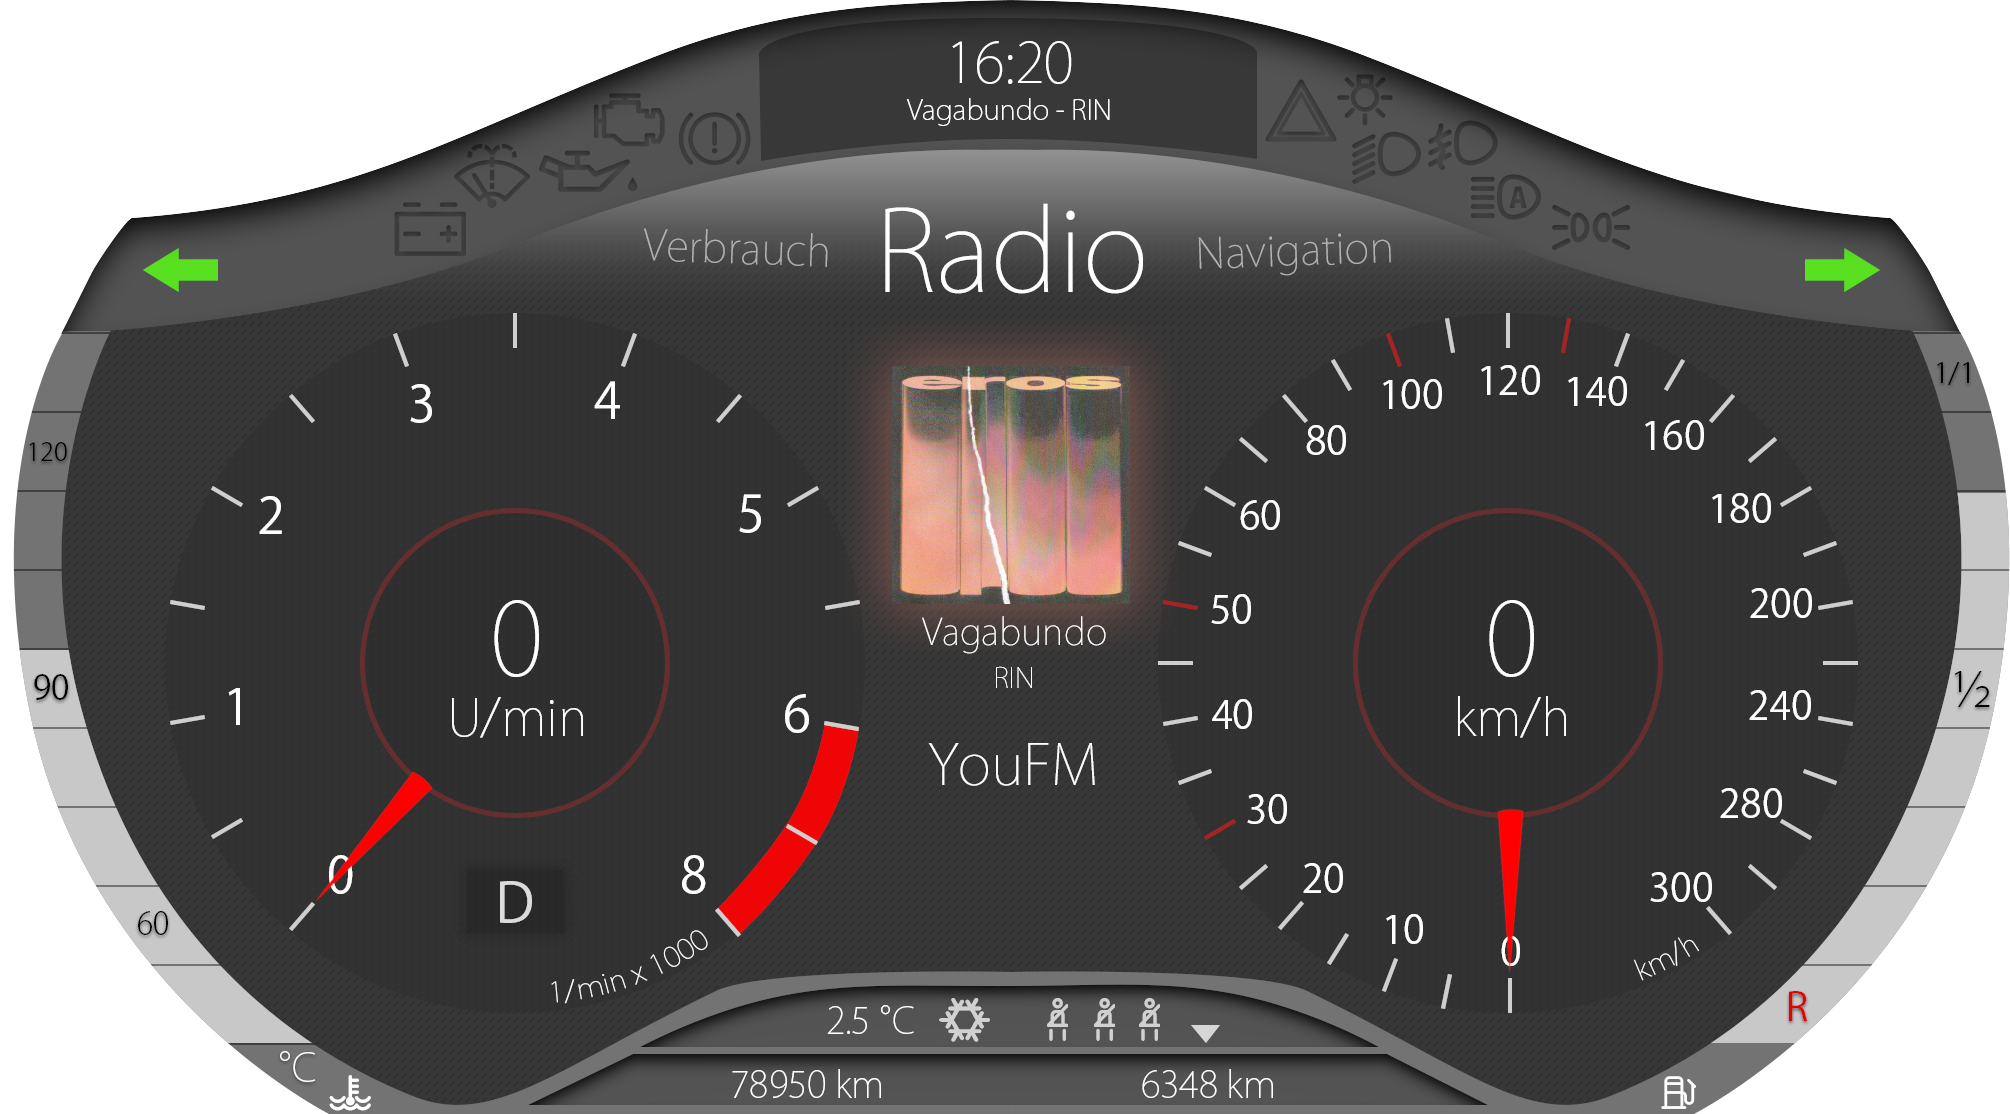 16:20
Vagabundo - RIN
Verbrauch Radio Navigation
eros
Vagabundo
RIN
YouFM
0
1
2
3
4
5
6
8
0
U/min
D
1/min x 1000
0
10
20
30
40
50
60
80
100
120
140
160
180
200
240
280
300
km/h
0
km/h
120
90
60
°C
1/1
1/2
R
A
2.5 °C
78950 km 6348 km